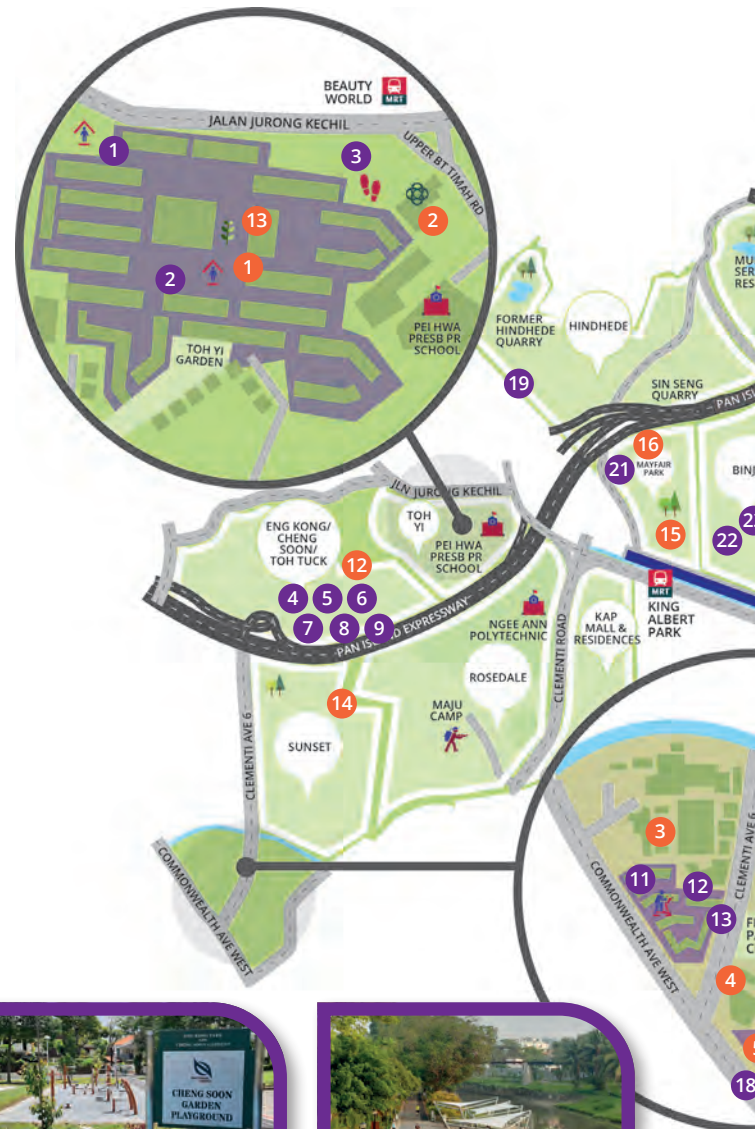 BEAUTY
WORLD
MRT
JALAN JURONG KECHIL
UPPER BT TIMAH RD
1
3
2
13
1
2
PEI HWA
PRESB PR
SCHOOL
TOH YI
GARDEN
FORMER
HINDHEDE
QUARRY
HINDHEDE
19
SIN SENG
QUARRY
PAN ISL
MU
SER
RES
16
21
MAYFAIR
PARK
15
BINJ
22
JLN JURONG KECHIL
TOH
YI
PEI HWA
PRESB PR
SCHOOL
ENG KONG/
CHENG
SOON/
TOH TUCK
12
4
5
6
7
8
9
PAN ISLAND EXPRESSWAY
NGEE ANN
POLYTECHNIC
CLEMENTI ROAD
KAP
MALL &
RESIDENCES
MRT
KING
ALBERT
PARK
ROSEDALE
MAJU
CAMP
14
SUNSET
CLEMENTI AVE 6
COMMONWEALTH AVE WEST
3
11
12
13
CLEMENTI AVE 6
COMMONWEALTH AVE WEST
4
18
CHENG SOON
GARDEN
PLAYGROUND